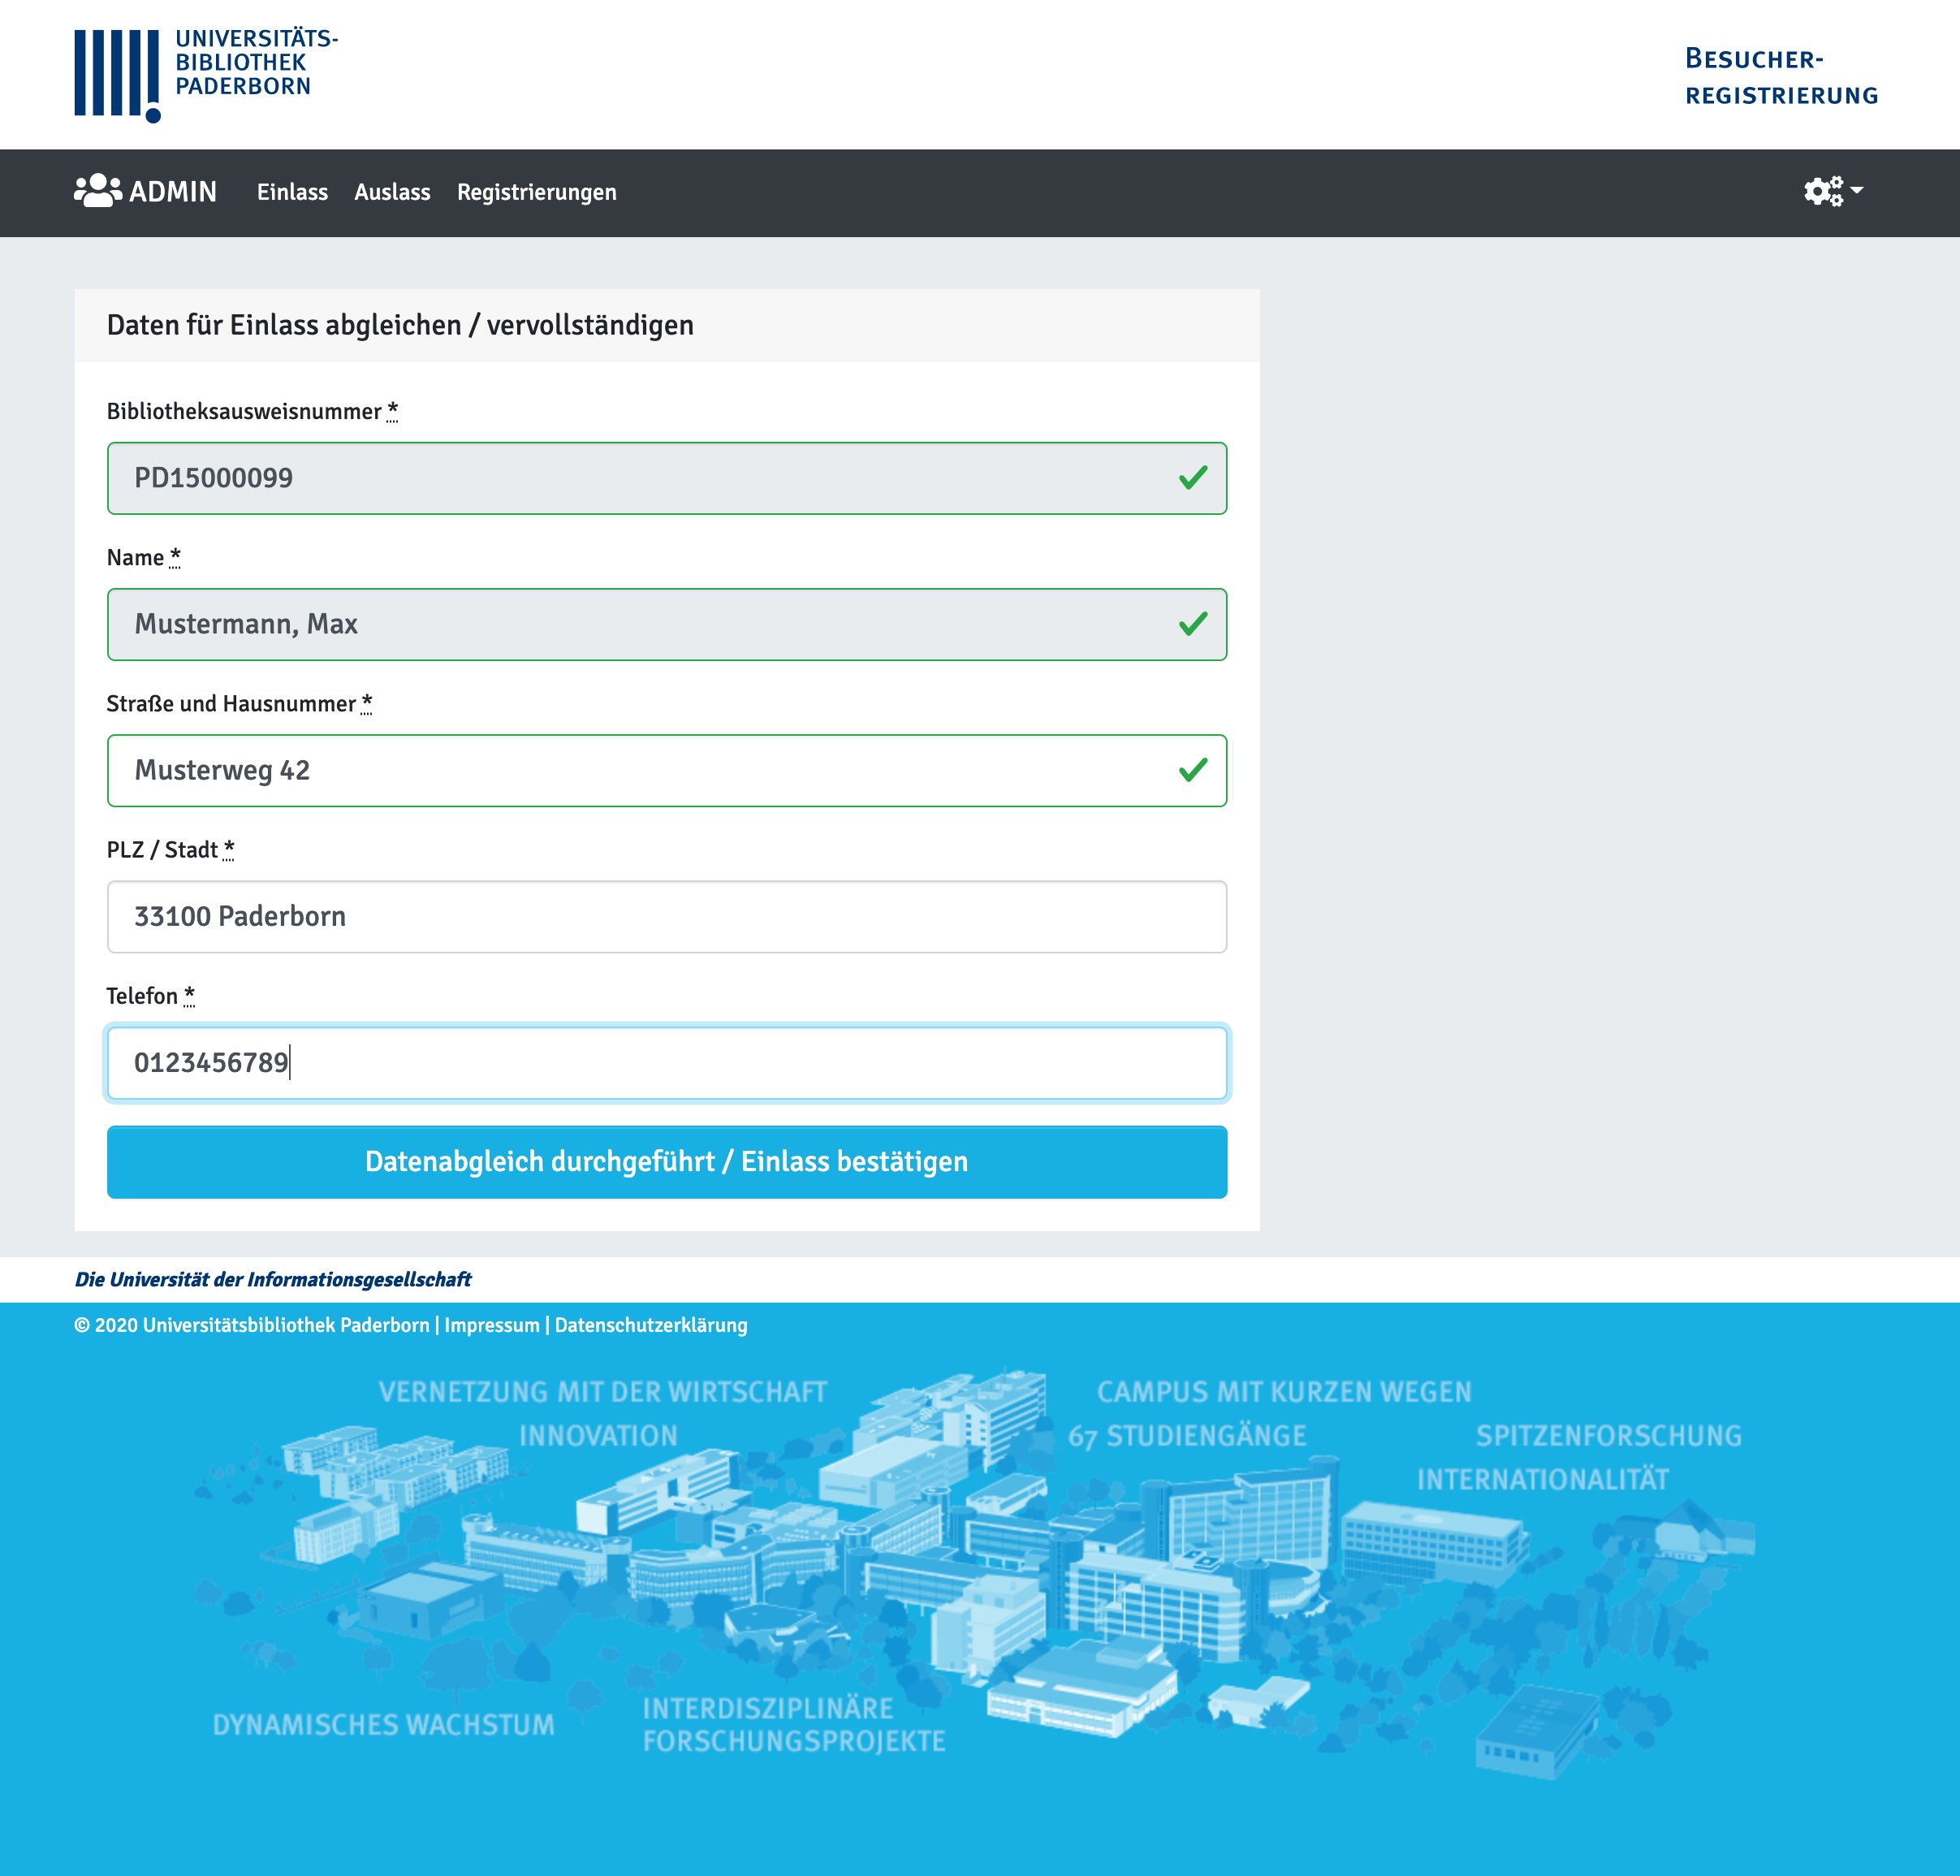 UNIVERSITÄTS-
BIBLIOTHEK
PADERBORN
BESUCHER-
REGISTRIERUNG
ADMIN Einlass Auslass Registrierungen
Daten für Einlass abgleichen / vervollständigen
Bibliotheksausweisnummer *
PD15000099
Name *
Mustermann, Max
Straße und Hausnummer *
Musterweg 42
PLZ / Stadt *
33100 Paderborn
Telefon *
0123456789
Datenabgleich durchgeführt / Einlass bestätigen
Die Universität der Informationsgesellschaft
© 2020 Universitätsbibliothek Paderborn | Impressum | Datenschutzerklärung
VERNETZUNG MIT DER WIRTSCHAFT
CAMPUS MIT KURZEN WEGEN
INNOVATION
67 STUDIENGÄNGE
SPITZENFORSCHUNG
INTERNATIONALITÄT
DYNAMISCHES WACHSTUM
INTERDISZIPLINÄRE
FORSCHUNGSPROJEKTE